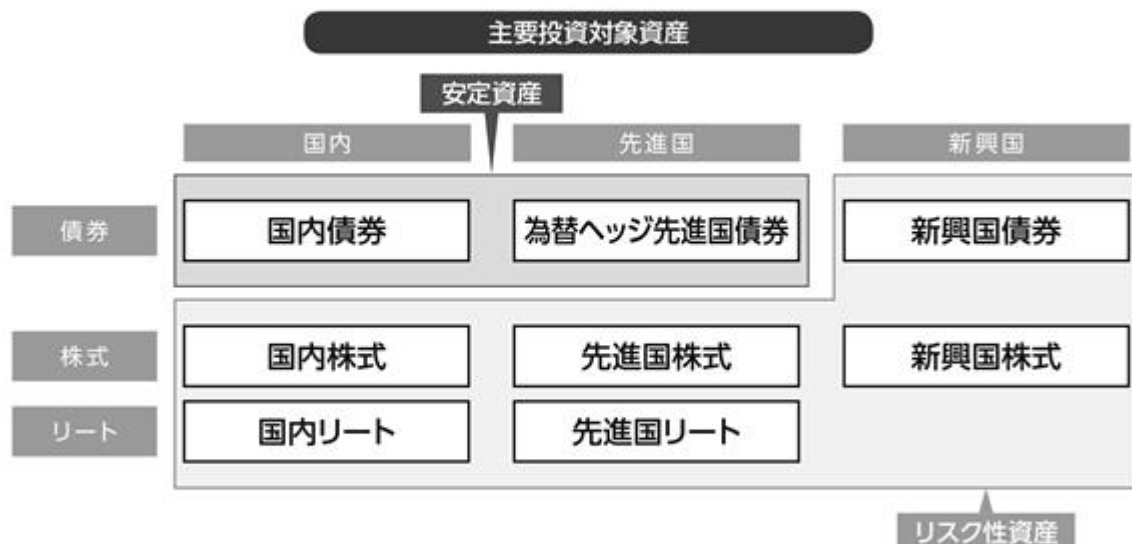 主要投資対象資産
安定資産
国内 先進国 新興国
債券 国内債券 為替ヘッジ先進国債券 新興国債券
株式 国内株式 先進国株式 新興国株式
リート 国内リート 先進国リート
リスク性資産